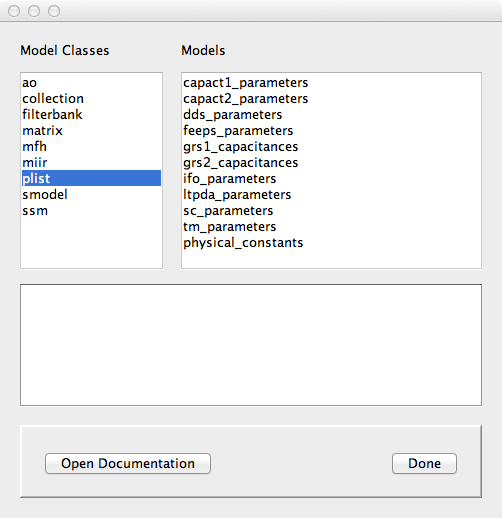 Model Classes
Models
ao
collection
filterbank
matrix
mfh
miir
plist
smodel
ssm
capact1_parameters
capact2_parameters
dds_parameters
feeps_parameters
grs1_capacitances
grs2_capacitances
ifo_parameters
ltpda_parameters
sc_parameters
tm_parameters
physical_constants
Open Documentation
Done